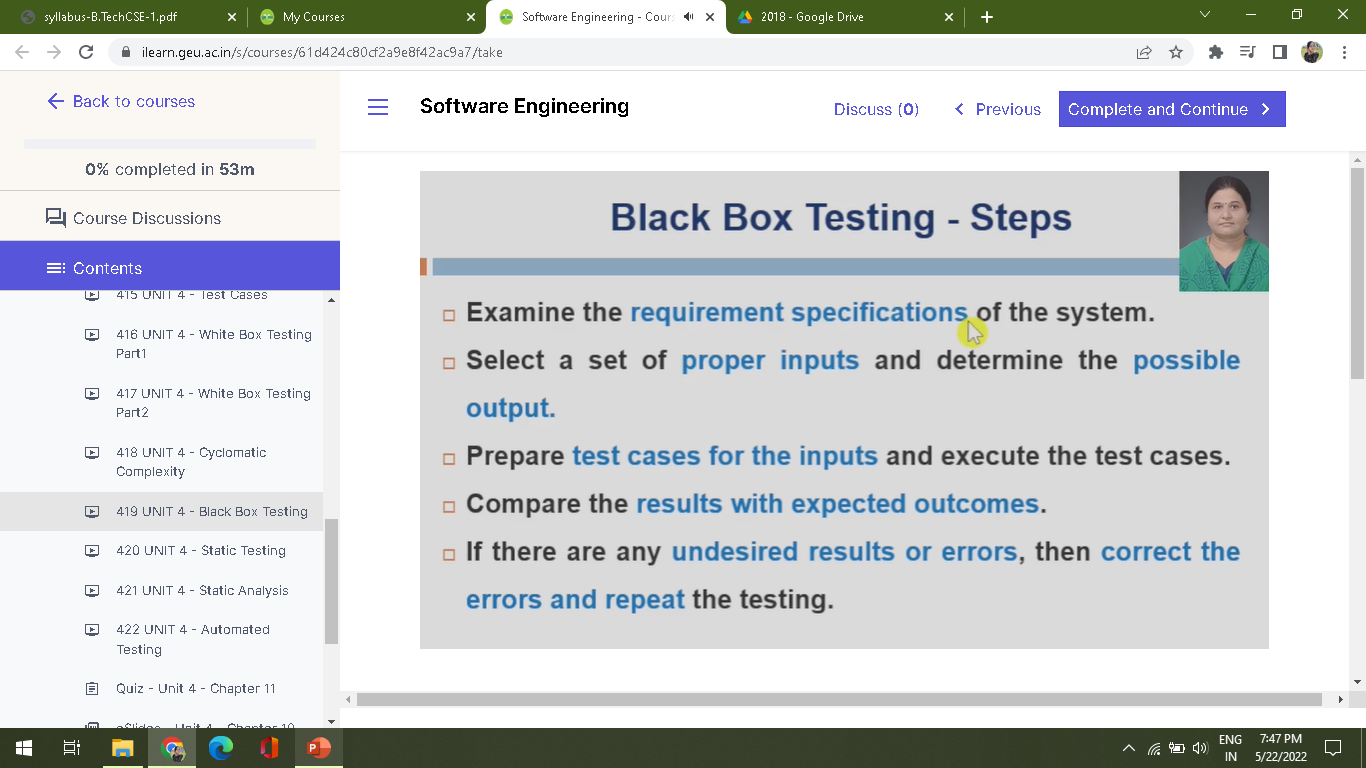 syllabus-B.TechCSE-1.pdf
My Courses
Software Engineering - Cour
2018 - Google Drive
ilearn.geu.ac.in/s/courses/61d424c80cf2a9e8f42ac9a7/take
Back to courses
0% completed in 53m
Course Discussions
Contents
415 UNIT 4 - Test Cases
416 UNIT 4 - White Box Testing
Part1
417 UNIT 4 - White Box Testing
Part2
418 UNIT 4 - Cyclomatic
Complexity
419 UNIT 4 - Black Box Testing
420 UNIT 4 - Static Testing
421 UNIT 4 - Static Analysis
422 UNIT 4 - Automated
Testing
Quiz - Unit 4 - Chapter 11
eSlides - Unit 4 - Chapter 10
Software Engineering
Discuss (0)
Previous
Complete and Continue
Black Box Testing - Steps
Examine the requirement specifications of the system.
Select a set of proper inputs and determine the possible
output.
Prepare test cases for the inputs and execute the test cases.
Compare the results with expected outcomes.
If there are any undesired results or errors, then correct the
errors and repeat the testing.
ENG
IN
7:47 PM
5/22/2022